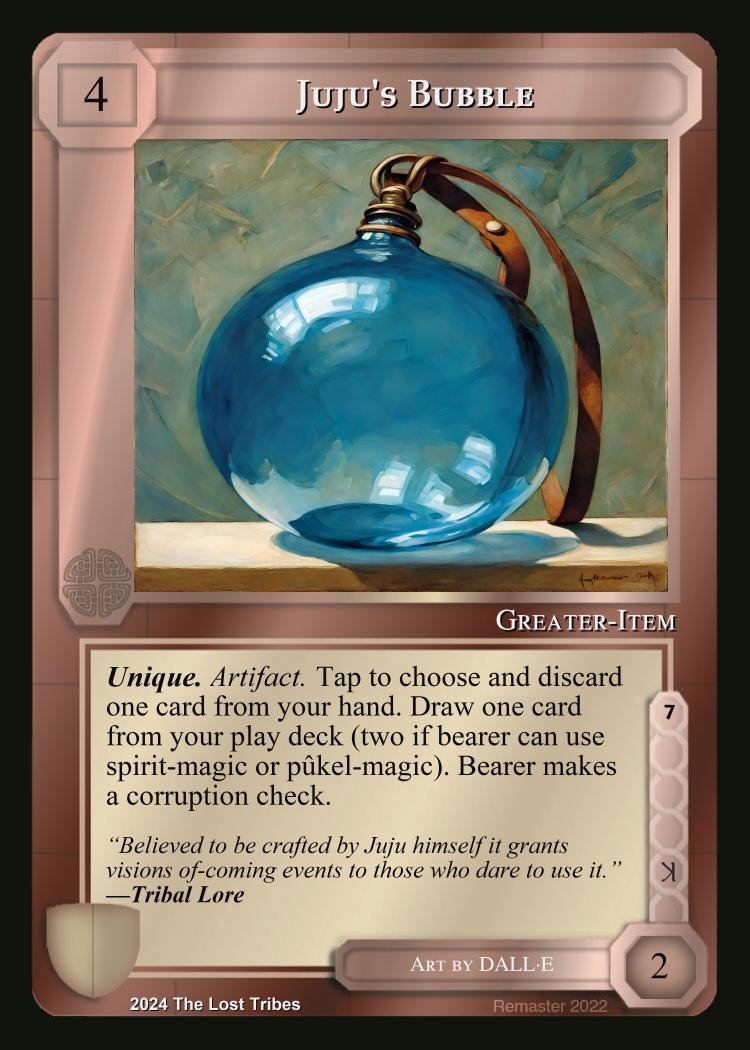 4
Juju's Bubble
Greater-Item
Unique. Artifact. Tap to choose and discard
one card from your hand. Draw one card
from your play deck (two if bearer can use
spirit-magic or pûkel-magic). Bearer makes
a corruption check.
7
“Believed to be crafted by Juju himself it grants
visions of-coming events to those who dare to use it.”
—Tribal Lore
Art by DALL·E
2
2024 The Lost Tribes
Remaster 2022